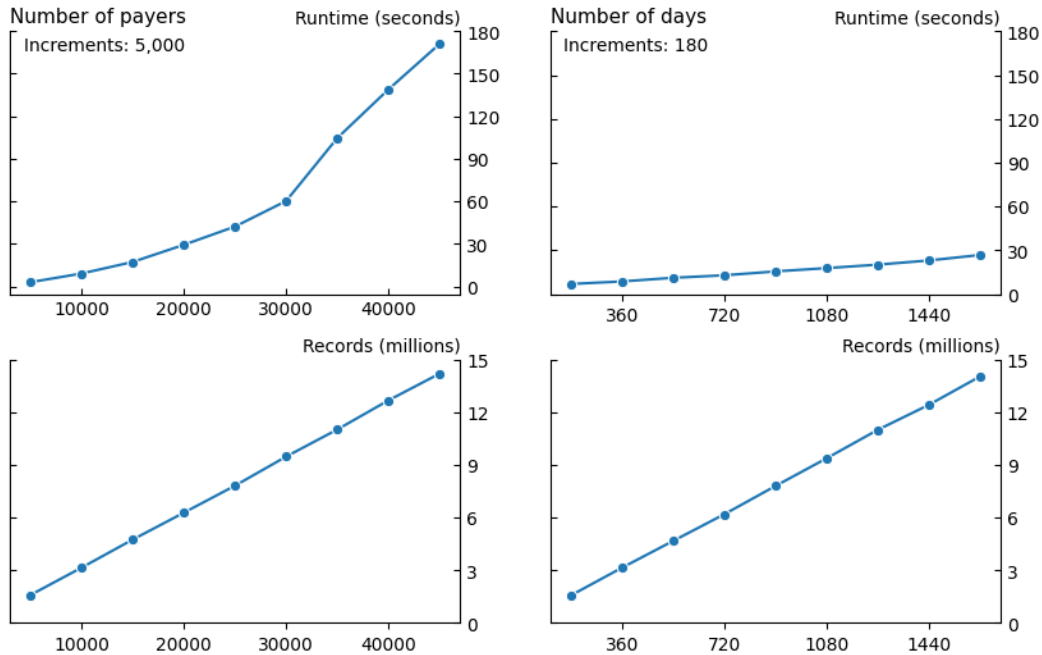 Number of payers
Runtime (seconds)
Increments: 5,000
180
150
120
90
60
30
0
10000 20000 30000 40000
Number of days
Runtime (seconds)
Increments: 180
180
150
120
90
60
30
0
360 720 1080 1440
Records (millions)
15
12
9
6
3
0
10000 20000 30000 40000
Records (millions)
15
12
9
6
3
0
360 720 1080 1440